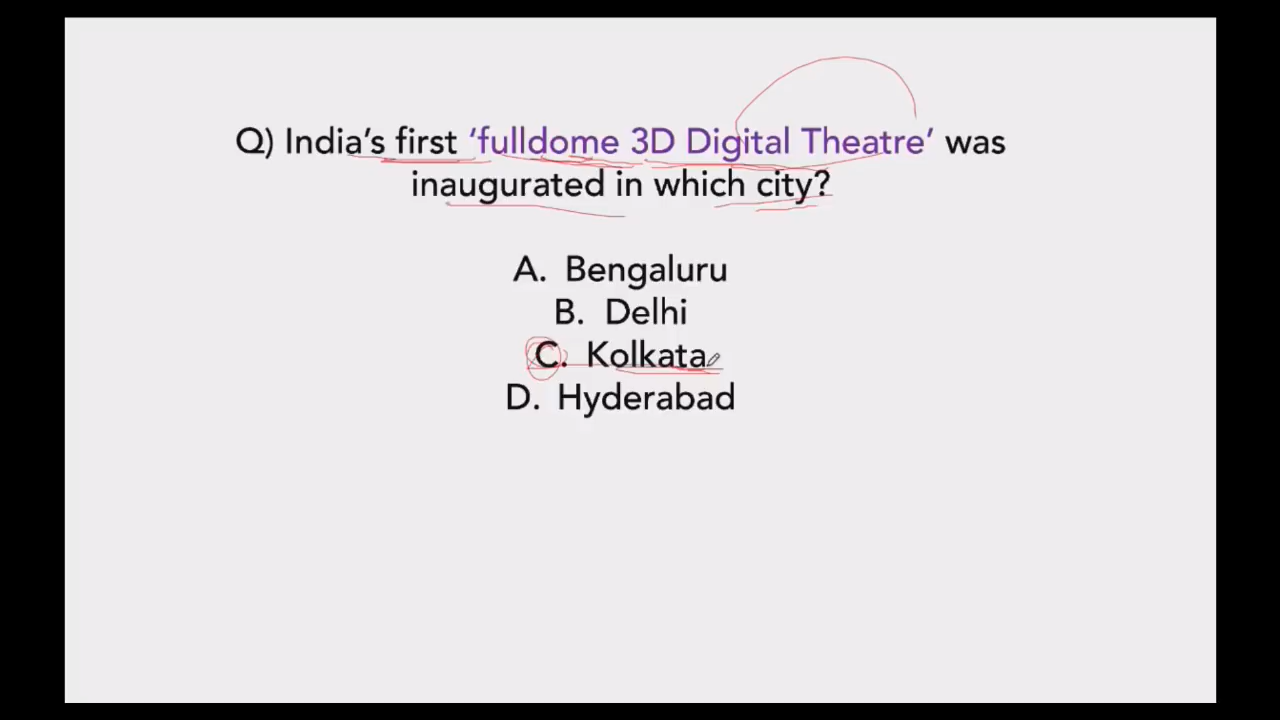 Q) India's first 'fulldome 3D Digital Theatre' was
inaugurated in which city?
A. Bengaluru
B. Delhi
C. Kolkata
D. Hyderabad